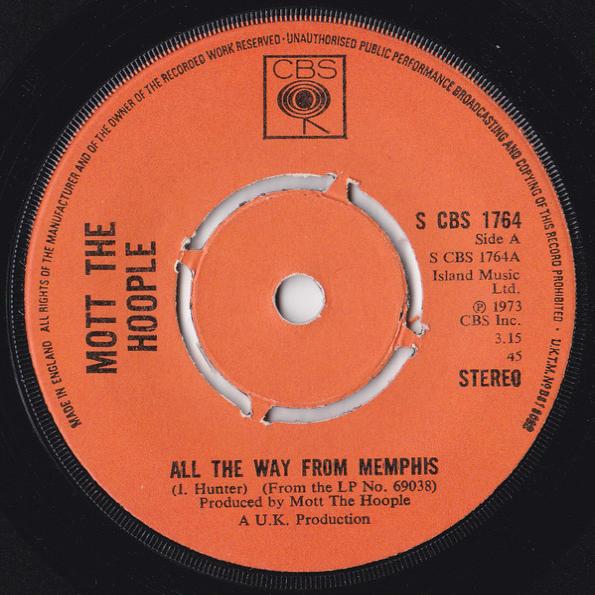 MADE IN ENGLAND ALL RIGHTS OF THE MANUFACTURER AND OF THE OWNER OF THE RECORDED WORK RESERVED · UNAUTHORISED PUBLIC PERFORMANCE BROADCASTING AND COPYING OF THIS RECORD PROHIBITED · U.K.T.M. No
CBS
MOTT THE
HOOPLE
S CBS 1764
Side A
S CBS 1764A
Island Music
Ltd.
℗ 1973
CBS Inc.
3.15
45
STEREO
ALL THE WAY FROM MEMPHIS
(I. Hunter) (From the LP No. 69038)
Produced by Mott The Hoople
A U.K. Production